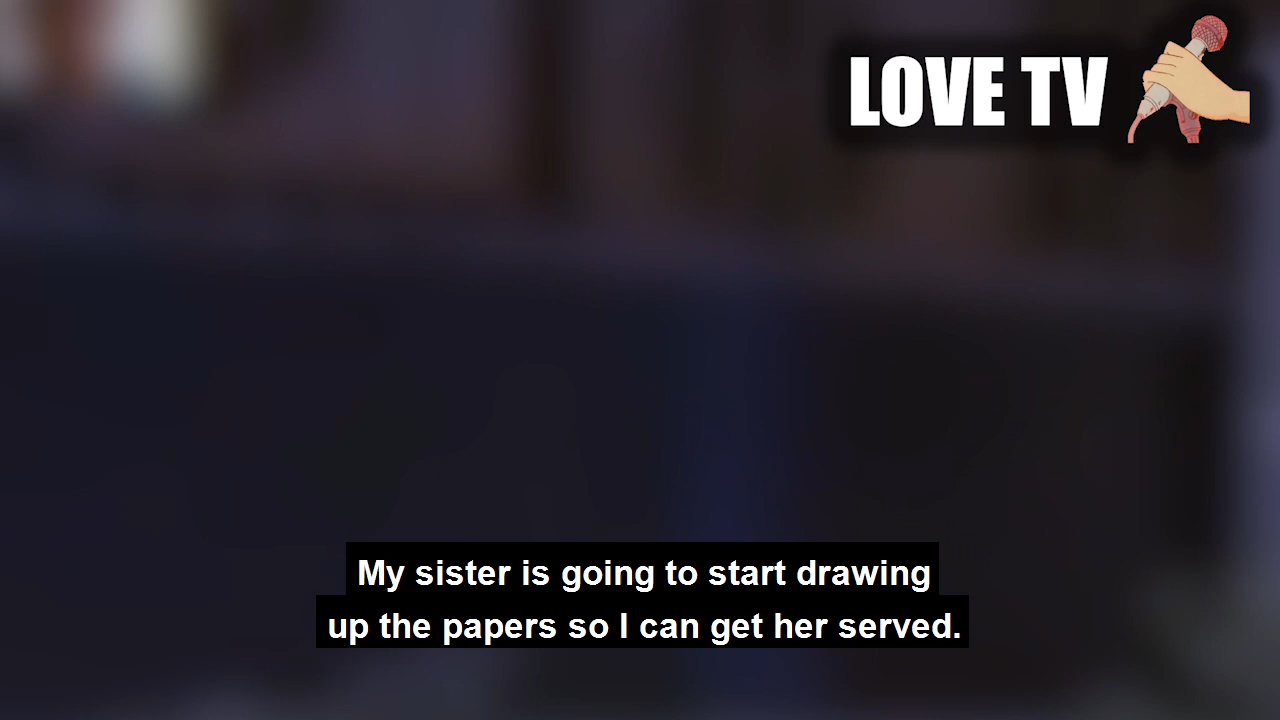 LOVE TV
My sister is going to start drawing
up the papers so I can get her served.